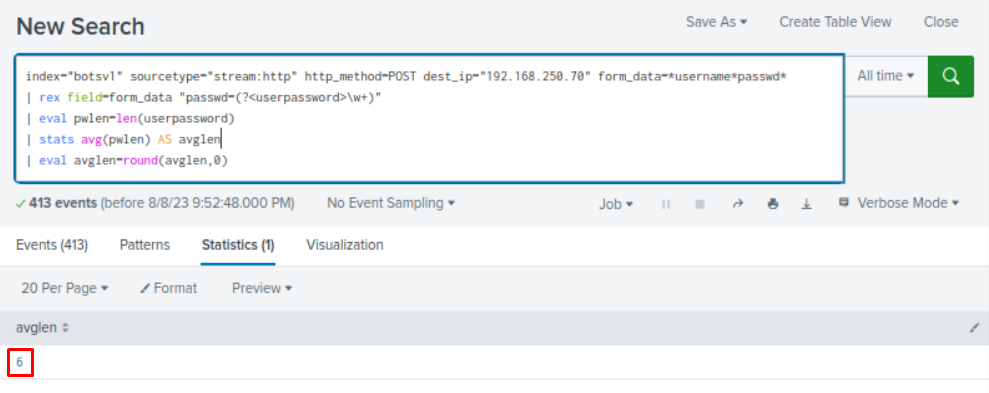 New Search
Save As
Create Table View
Close
index="botsv1" sourcetype="stream:http" http_method=POST dest_ip="192.168.250.70" form_data=*username*passwd*
| rex field=form_data "passwd=(?<userpassword>\w+)"
| eval pwlen=len(userpassword)
| stats avg(pwlen) AS avglen
| eval avglen=round(avglen,0)
All time
413 events (before 8/8/23 9:52:48.000 PM)
No Event Sampling
Job
Verbose Mode
Events (413)
Patterns
Statistics (1)
Visualization
20 Per Page
Format
Preview
avglen
6